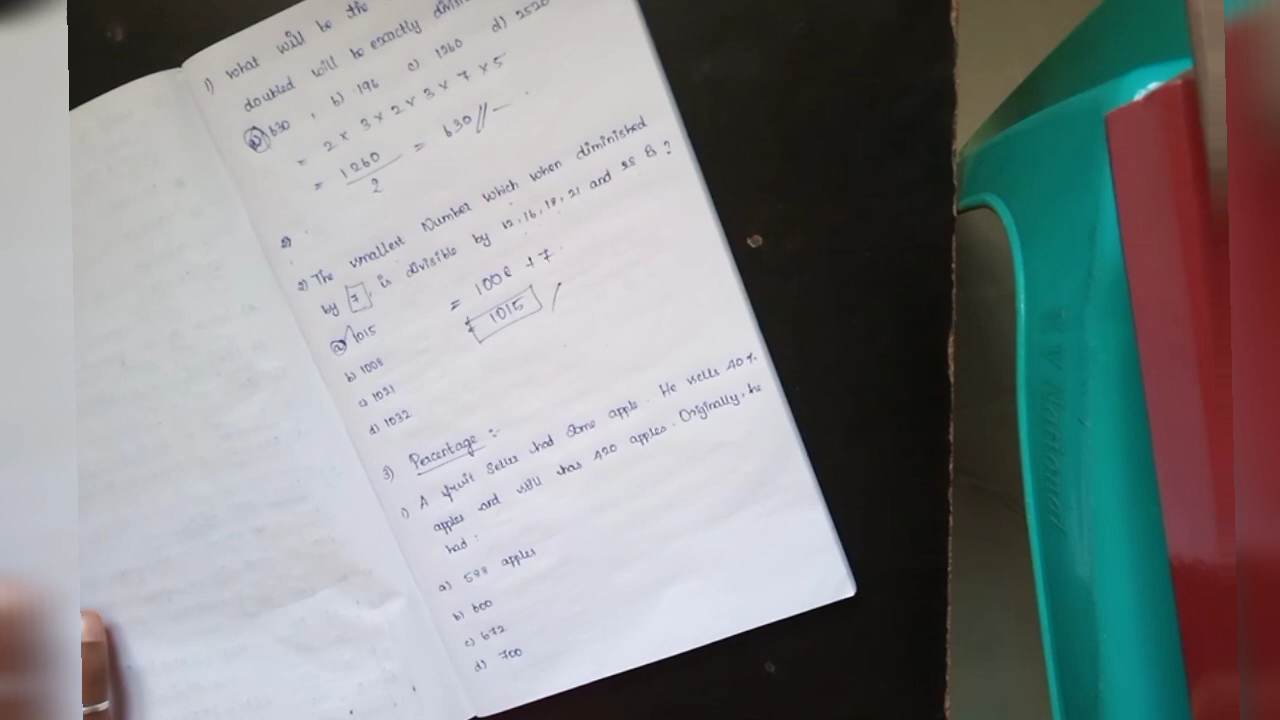 1) What will be the
doubled will be exactly divisi
a) 630 , b) 196 c) 1260 d) 2520
= 2 x 3 x 2 x 3 x 7 x 5
= 1260/2 = 630//
2)
2) The smallest Number which when diminished
by 7, is divisible by 12, 16, 18, 21 and 28 is ?
= 1008 + 7
a) 1015
1015
b) 1008
c) 1021
d) 1032
3) Percentage :-
1) A fruit seller had some apple. He sells 40%
apples and still has 420 apples. Originally, he
had :
a) 588 apples
b) 600
c) 672
d) 700